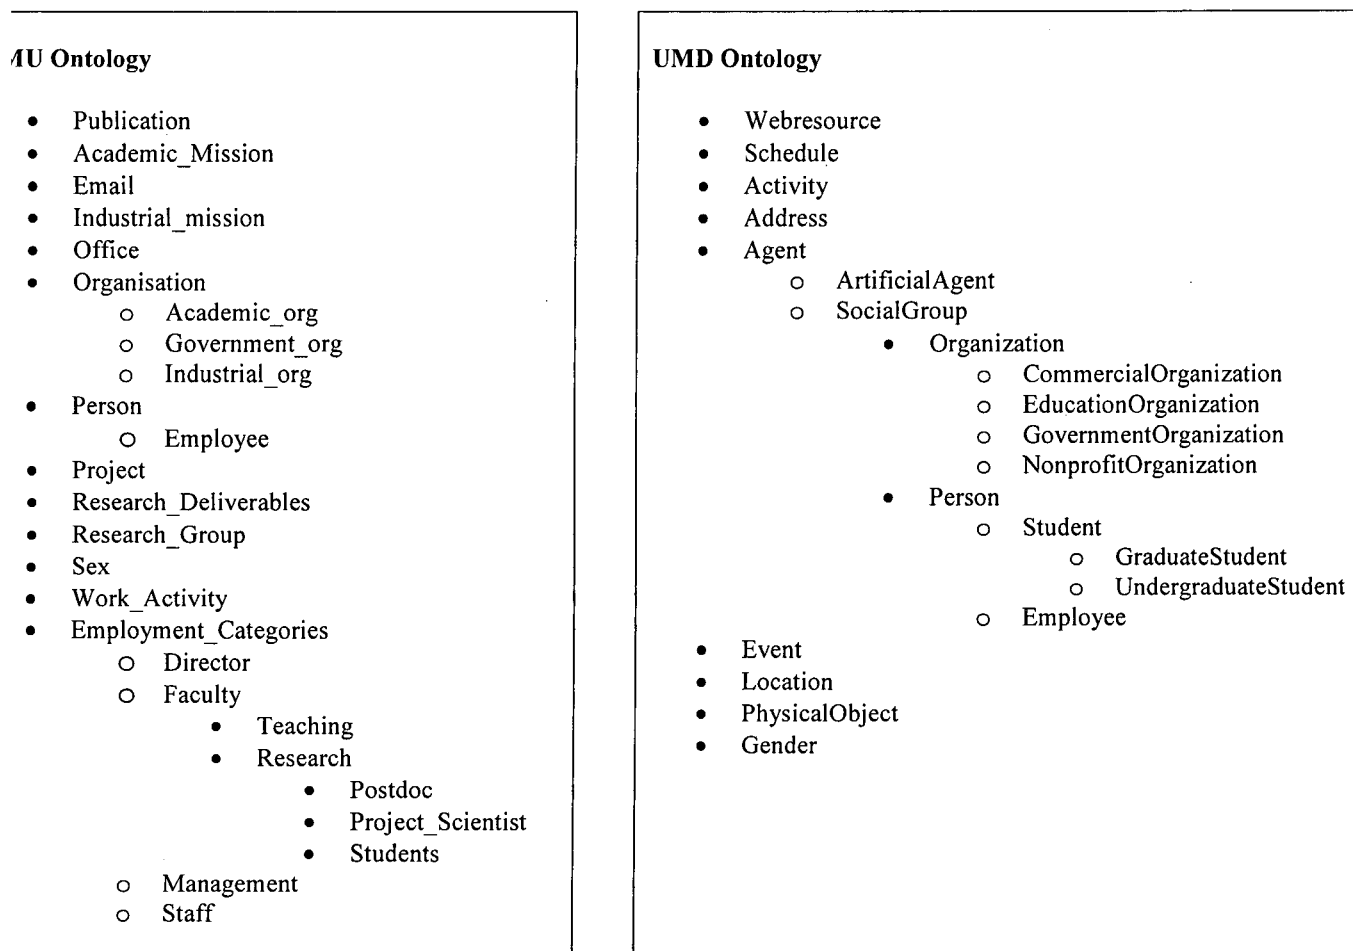 MU Ontology
• Publication
• Academic_Mission
• Email
• Industrial_mission
• Office
• Organisation
o Academic_org
o Government_org
o Industrial_org
• Person
o Employee
• Project
• Research_Deliverables
• Research_Group
• Sex
• Work_Activity
• Employment_Categories
o Director
o Faculty
• Teaching
• Research
• Postdoc
• Project_Scientist
• Students
o Management
o Staff
UMD Ontology
• Webresource
• Schedule
• Activity
• Address
• Agent
o ArtificialAgent
o SocialGroup
• Organization
o CommercialOrganization
o EducationOrganization
o GovernmentOrganization
o NonprofitOrganization
• Person
o Student
o GraduateStudent
o UndergraduateStudent
o Employee
• Event
• Location
• PhysicalObject
• Gender